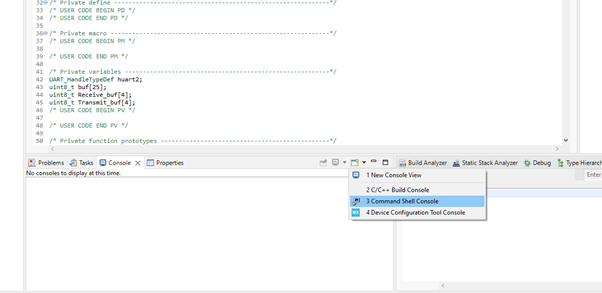 32 /* Private define ------------------------------------------------------------*/
33 /* USER CODE BEGIN PD */
34 /* USER CODE END PD */
35
36 /* Private macro -------------------------------------------------------------*/
37 /* USER CODE BEGIN PM */
38
39 /* USER CODE END PM */
40
41 /* Private variables ---------------------------------------------------------*/
42 UART_HandleTypeDef huart2;
43 uint8_t buf[25];
44 uint8_t Receive_buf[4];
45 uint8_t Transmit_buf[4];
46 /* USER CODE BEGIN PV */
47
48 /* USER CODE END PV */
49
50 /* Private function prototypes -----------------------------------------------*/
Problems Tasks Console Properties
Build Analyzer Static Stack Analyzer Debug Type Hierarch
No consoles to display at this time.
Enter
1 New Console View
2 C/C++ Build Console
3 Command Shell Console
MX 4 Device Configuration Tool Console